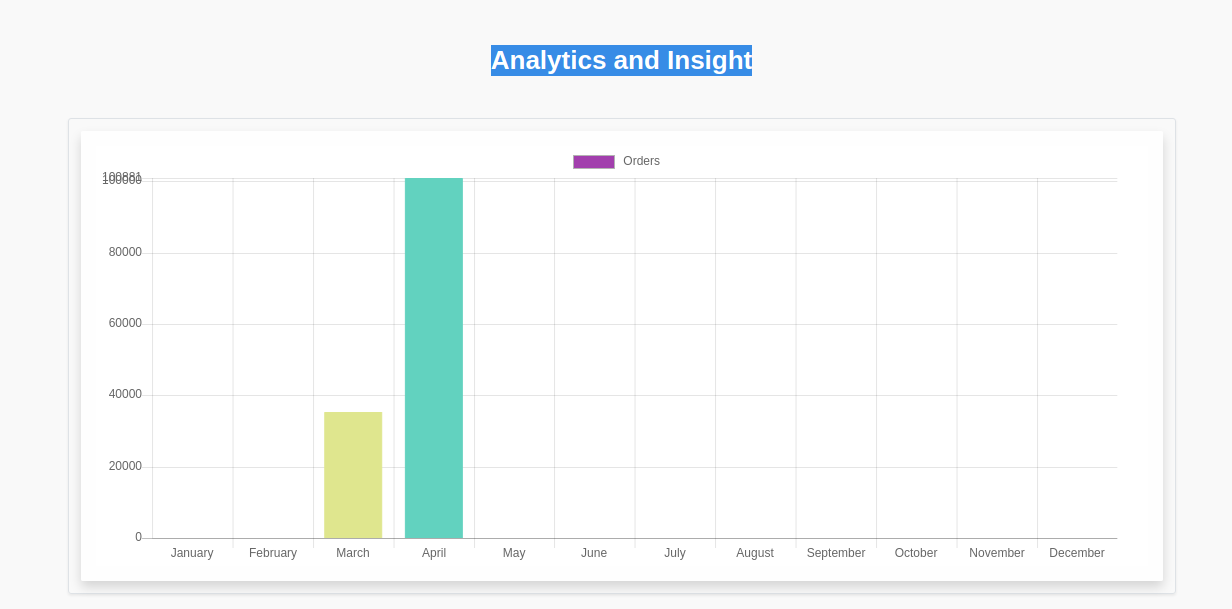 Analytics and Insight
Orders
100881
100000
80000
60000
40000
20000
0
January February March April May June July August September October November December